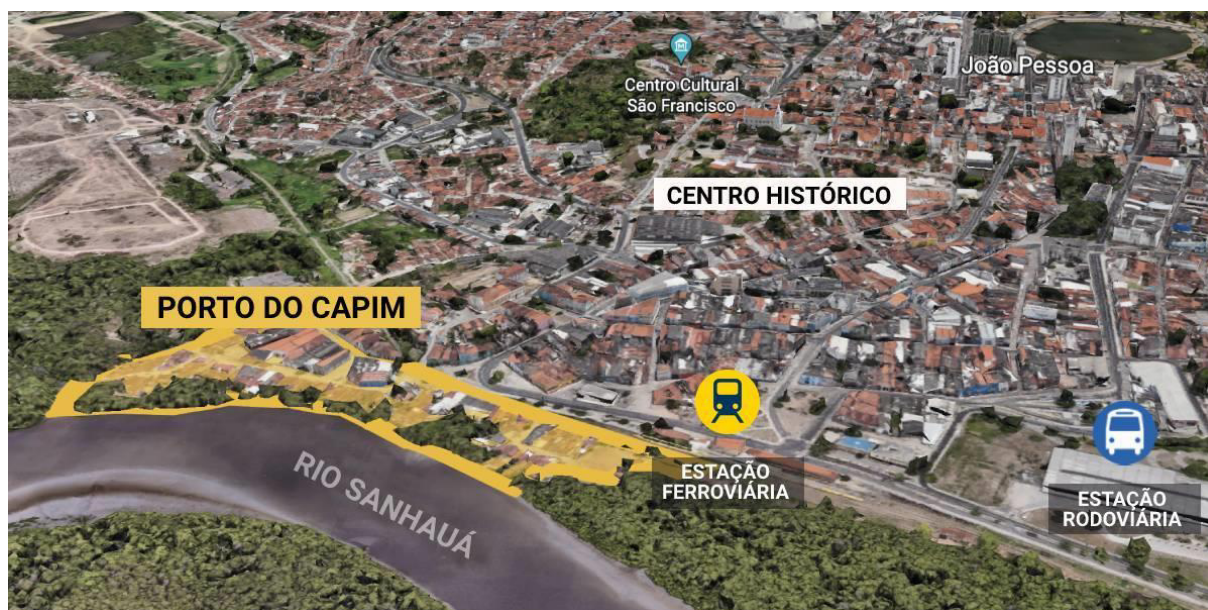 Centro Cultural
São Francisco
João Pessoa
CENTRO HISTÓRICO
PORTO DO CAPIM
RIO SANHAUÁ
ESTAÇÃO
FERROVIÁRIA
ESTAÇÃO
RODOVIÁRIA